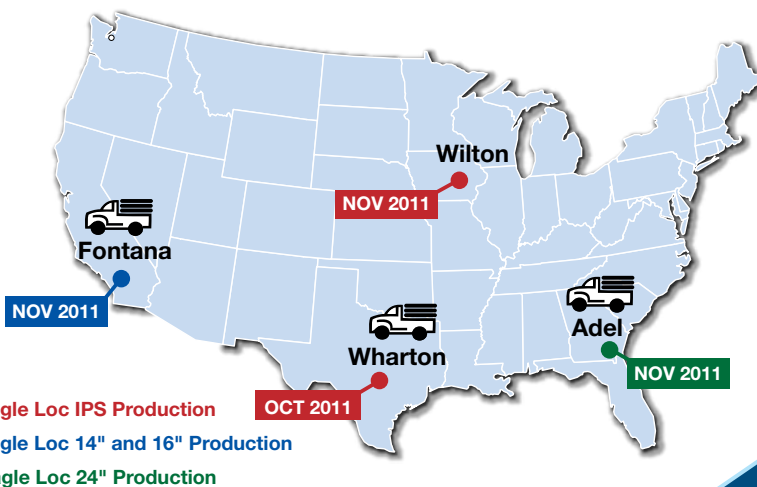 Wilton
NOV 2011
Fontana
NOV 2011
Adel
Wharton
NOV 2011
OCT 2011
gle Loc IPS Production
gle Loc 14" and 16" Production
gle Loc 24" Production